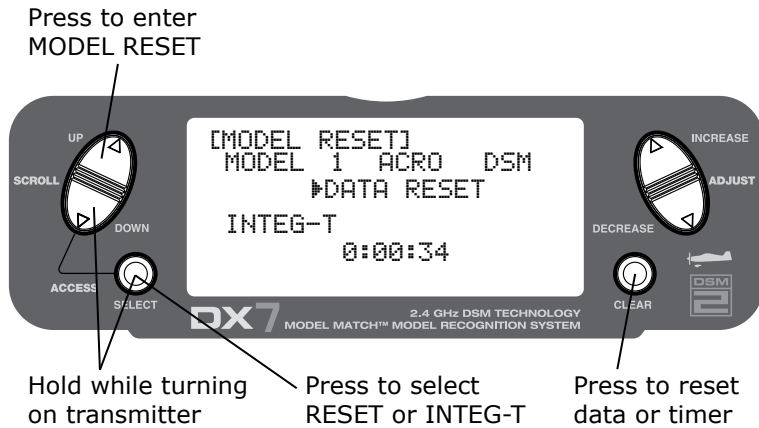 Press to enter
MODEL RESET
UP
SCROLL
DOWN
ACCESS
SELECT
[MODEL RESET]
MODEL 1 ACRO DSM
DATA RESET
INTEG-T
0:00:34
INCREASE
ADJUST
DECREASE
CLEAR
DSM
2
DX7
2.4 GHz DSM TECHNOLOGY
MODEL MATCH™ MODEL RECOGNITION SYSTEM
Hold while turning
on transmitter
Press to select
RESET or INTEG-T
Press to reset
data or timer